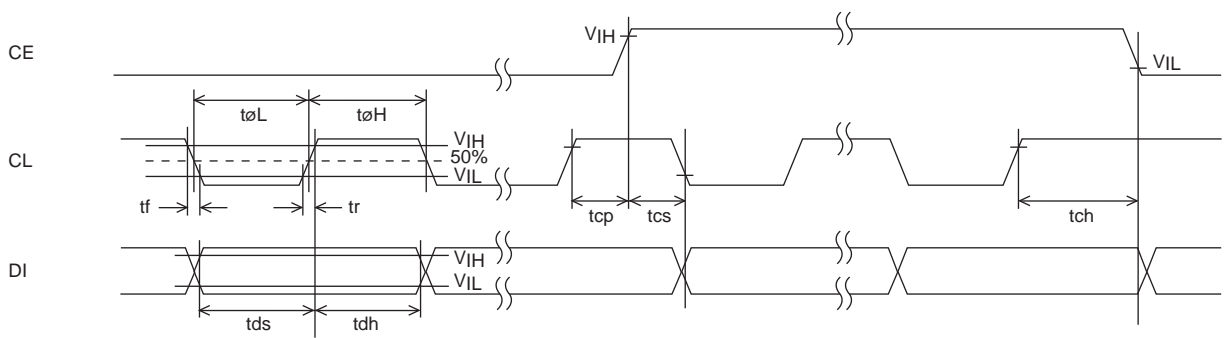 CE
VIH
VIL
tøL
tøH
CL
VIH
50%
VIL
tf
tr
tcp
tcs
tch
DI
VIH
VIL
tds
tdh